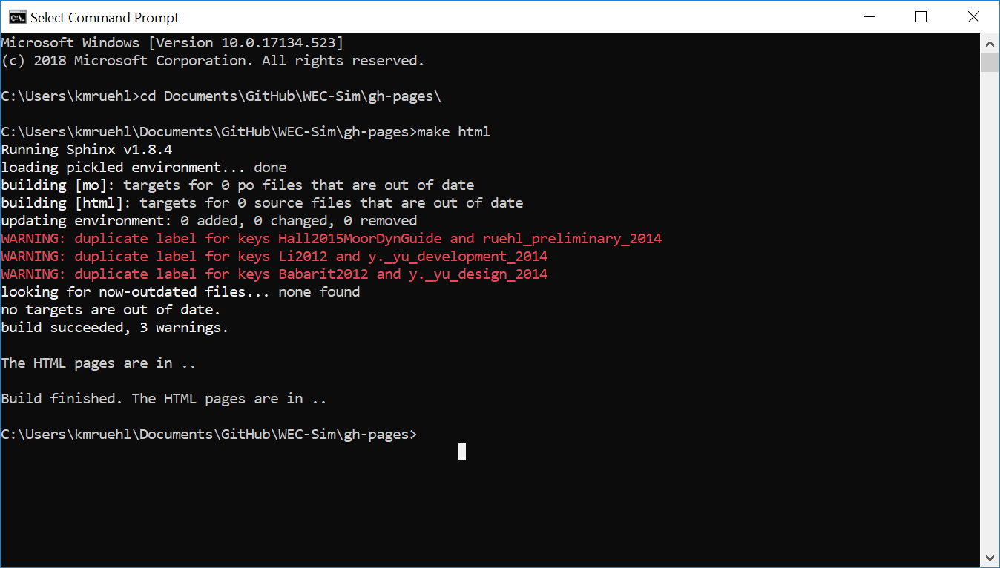 Select Command Prompt
Microsoft Windows [Version 10.0.17134.523]
(c) 2018 Microsoft Corporation. All rights reserved.
C:\Users\kmruehl>cd Documents\GitHub\WEC-Sim\gh-pages\
C:\Users\kmruehl\Documents\GitHub\WEC-Sim\gh-pages>make html
Running Sphinx v1.8.4
loading pickled environment... done
building [mo]: targets for 0 po files that are out of date
building [html]: targets for 0 source files that are out of date
updating environment: 0 added, 0 changed, 0 removed
WARNING: duplicate label for keys Hall2015MoorDynGuide and ruehl_preliminary_2014
WARNING: duplicate label for keys Li2012 and y._yu_development_2014
WARNING: duplicate label for keys Babarit2012 and y._yu_design_2014
looking for now-outdated files... none found
no targets are out of date.
build succeeded, 3 warnings.
The HTML pages are in ..
Build finished. The HTML pages are in ..
C:\Users\kmruehl\Documents\GitHub\WEC-Sim\gh-pages>